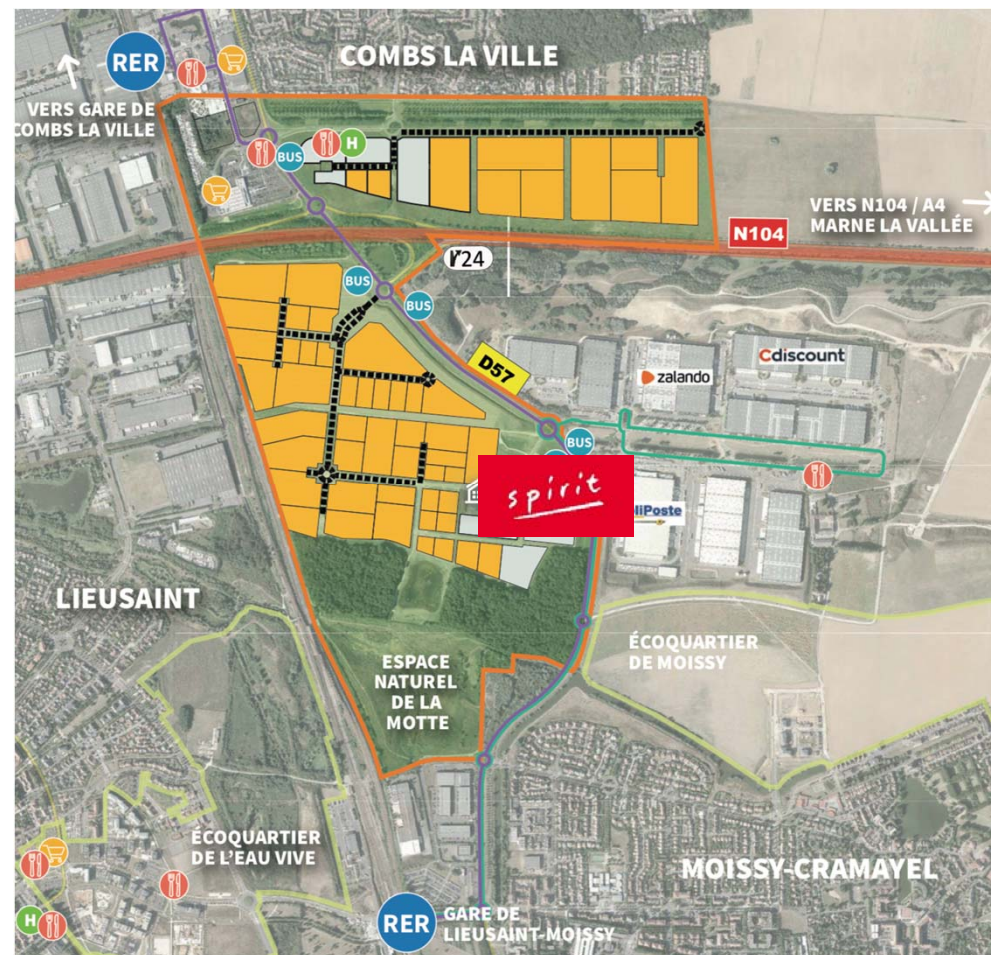 COMBS LA VILLE
RER
VERS GARE DE
COMBS LA VILLE
H
BUS
VERS N104 / A4
MARNE LA VALLÉE
N104
24
BUS
BUS
D57
Cdiscount
zalando
BUS
spirit
liPoste
LIEUSAINT
ÉCOQUARTIER
DE MOISSY
ESPACE
NATUREL
DE LA
MOTTE
ÉCOQUARTIER
DE L'EAU VIVE
MOISSY-CRAMAYEL
H
RER
GARE DE
LIEUSAINT-MOISSY